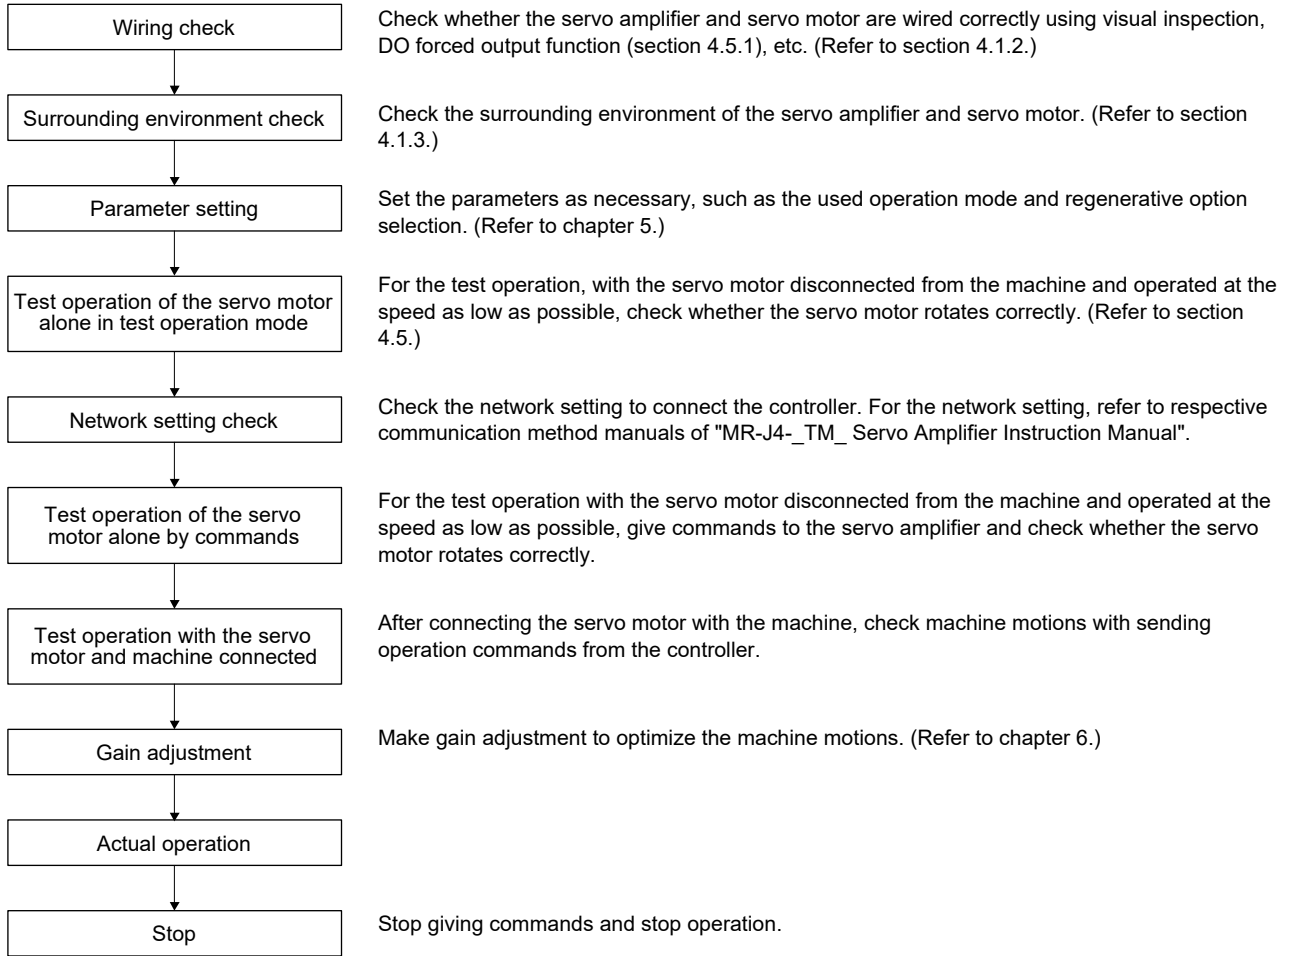 Wiring check
Check whether the servo amplifier and servo motor are wired correctly using visual inspection,
DO forced output function (section 4.5.1), etc. (Refer to section 4.1.2.)
Surrounding environment check
Check the surrounding environment of the servo amplifier and servo motor. (Refer to section
4.1.3.)
Parameter setting
Set the parameters as necessary, such as the used operation mode and regenerative option
selection. (Refer to chapter 5.)
Test operation of the servo motor
alone in test operation mode
For the test operation, with the servo motor disconnected from the machine and operated at the
speed as low as possible, check whether the servo motor rotates correctly. (Refer to section
4.5.)
Network setting check
Check the network setting to connect the controller. For the network setting, refer to respective
communication method manuals of "MR-J4-_TM_ Servo Amplifier Instruction Manual".
Test operation of the servo
motor alone by commands
For the test operation with the servo motor disconnected from the machine and operated at the
speed as low as possible, give commands to the servo amplifier and check whether the servo
motor rotates correctly.
Test operation with the servo
motor and machine connected
After connecting the servo motor with the machine, check machine motions with sending
operation commands from the controller.
Gain adjustment
Make gain adjustment to optimize the machine motions. (Refer to chapter 6.)
Actual operation
Stop
Stop giving commands and stop operation.